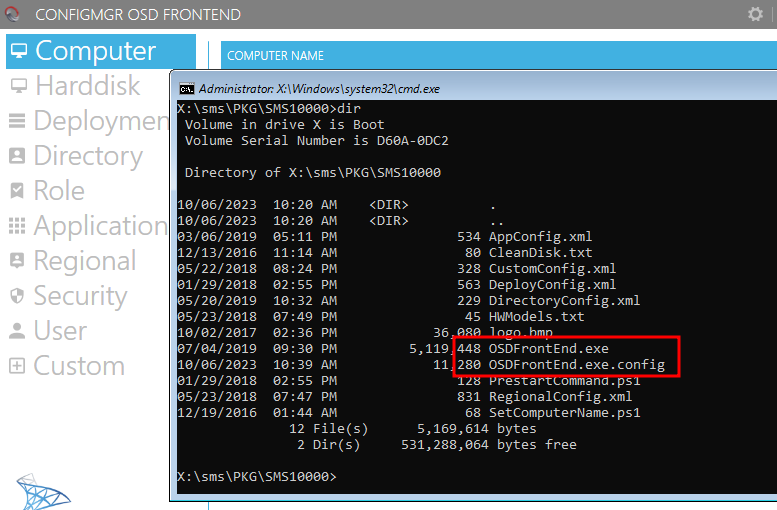 CONFIGMGR OSD FRONTEND
Computer
Harddisk
Deploymen
Directory
Role
Application
Regional
Security
User
Custom
COMPUTER NAME
Administrator: X:\Windows\system32\cmd.exe
X:\sms\PKG\SMS10000>dir
Volume in drive X is Boot
Volume Serial Number is D60A-0DC2
Directory of X:\sms\PKG\SMS10000
10/06/2023 10:20 AM <DIR> .
10/06/2023 10:20 AM <DIR> ..
03/06/2019 05:11 PM 534 AppConfig.xml
12/13/2016 11:14 AM 80 CleanDisk.txt
05/22/2018 08:24 PM 328 CustomConfig.xml
01/29/2018 02:55 PM 563 DeployConfig.xml
05/20/2019 10:32 AM 229 DirectoryConfig.xml
05/23/2018 07:49 PM 45 HWModels.txt
10/02/2017 02:36 PM 36,080 logo.bmp
07/04/2019 09:30 PM 5,119,448 OSDFrontEnd.exe
10/06/2023 10:39 AM 11,280 OSDFrontEnd.exe.config
01/29/2018 02:55 PM 128 PrestartCommand.ps1
05/23/2018 07:47 PM 831 RegionalConfig.xml
12/19/2016 01:44 AM 68 SetComputerName.ps1
12 File(s) 5,169,614 bytes
2 Dir(s) 531,288,064 bytes free
X:\sms\PKG\SMS10000>